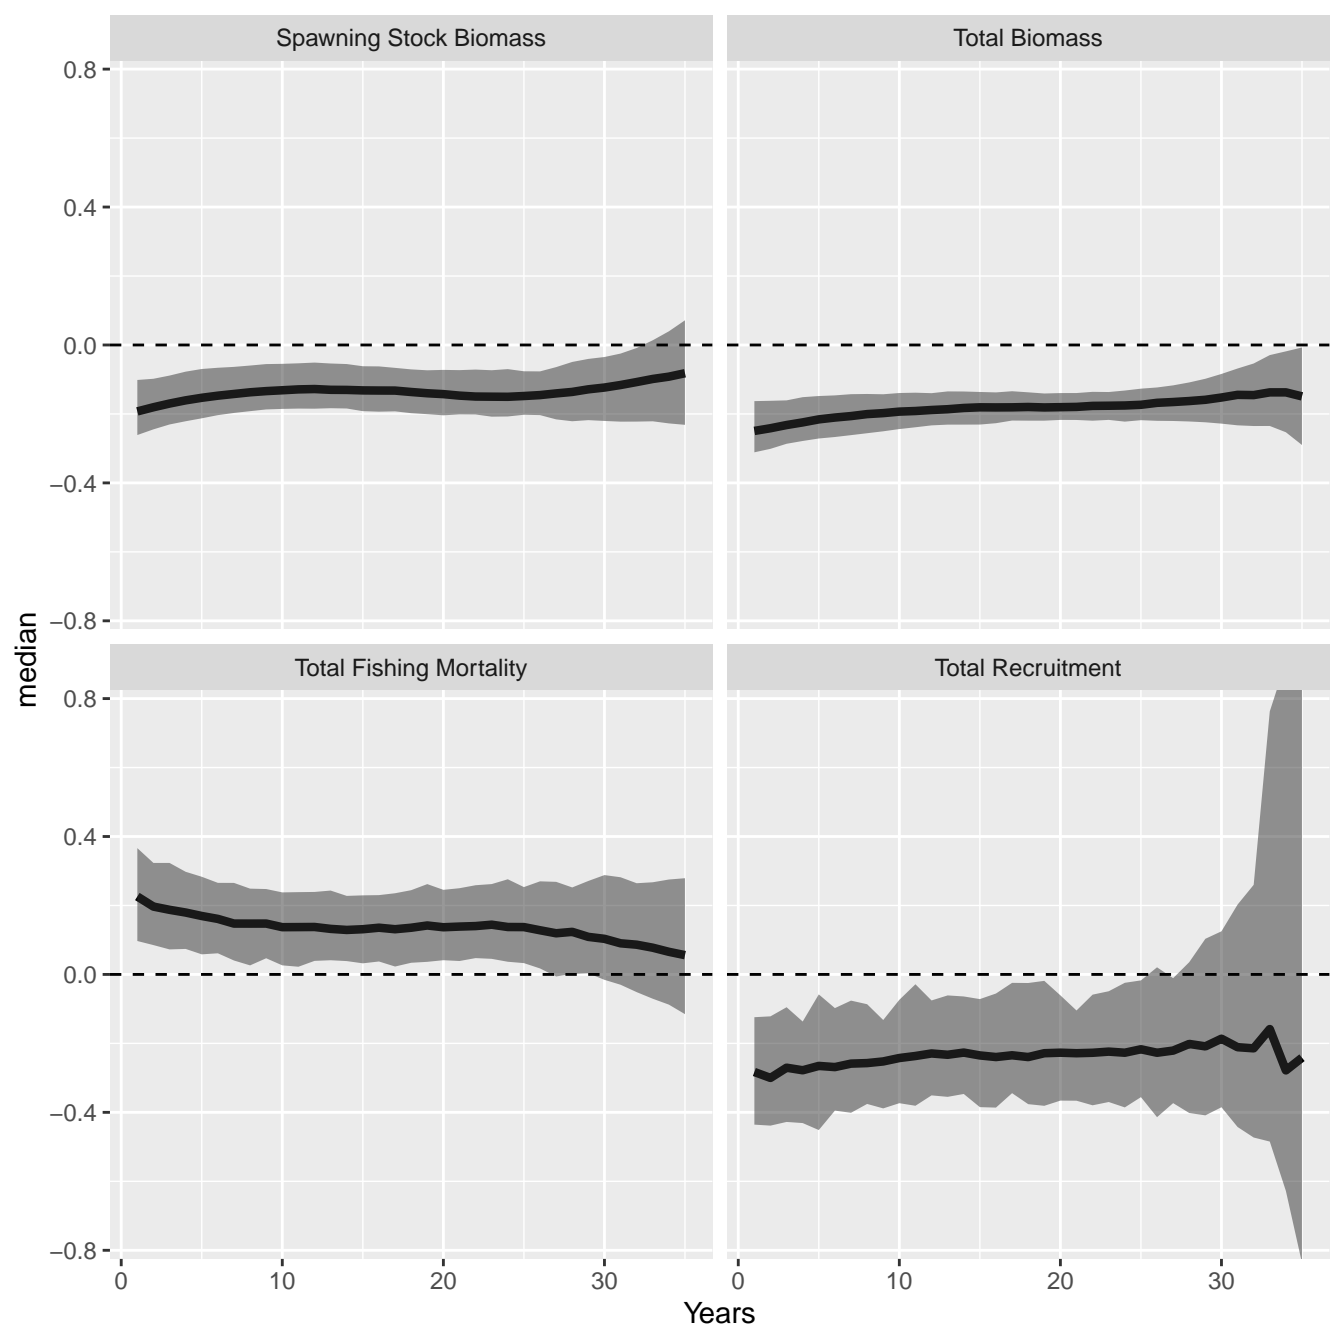 Spawning Stock Biomass
Total Biomass
0.8
0.4
0.0
−0.4
−0.8
median
Total Fishing Mortality
Total Recruitment
0.8
0.4
0.0
−0.4
−0.8
0 10 20 30
0 10 20 30
Years